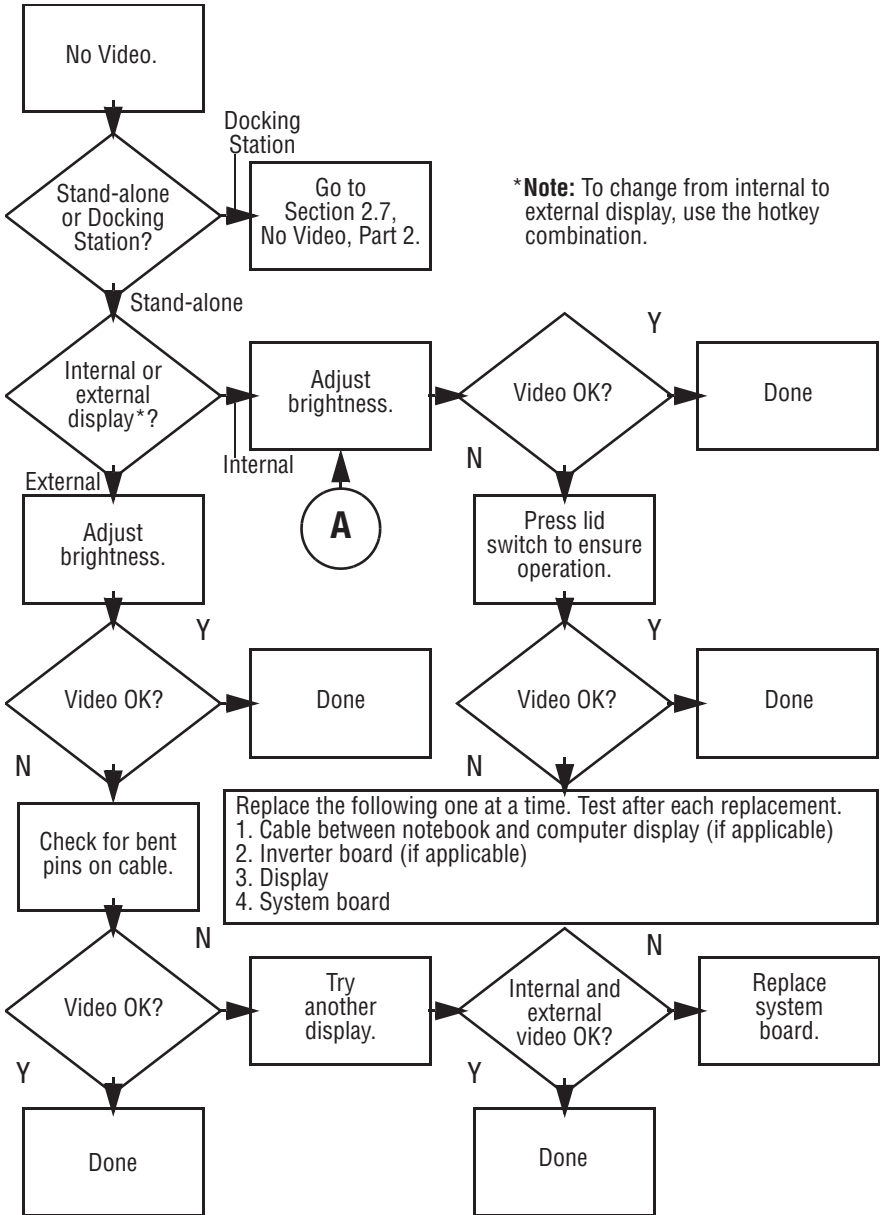 No Video.
Docking
Station
Stand-alone
or Docking
Station?
Go to
Section 2.7,
No Video, Part 2.
*Note: To change from internal to
external display, use the hotkey
combination.
Stand-alone
Internal or
external
display*?
Internal
Adjust
brightness.
A
Video OK?
Y
Done
N
External
Adjust
brightness.
Press lid
switch to ensure
operation.
Video OK?
Y
Done
N
Video OK?
Y
Done
N
Check for bent
pins on cable.
Replace the following one at a time. Test after each replacement.
1. Cable between notebook and computer display (if applicable)
2. Inverter board (if applicable)
3. Display
4. System board
Video OK?
N
Try
another
display.
Internal and
external
video OK?
N
Replace
system
board.
Y
Done
Y
Done